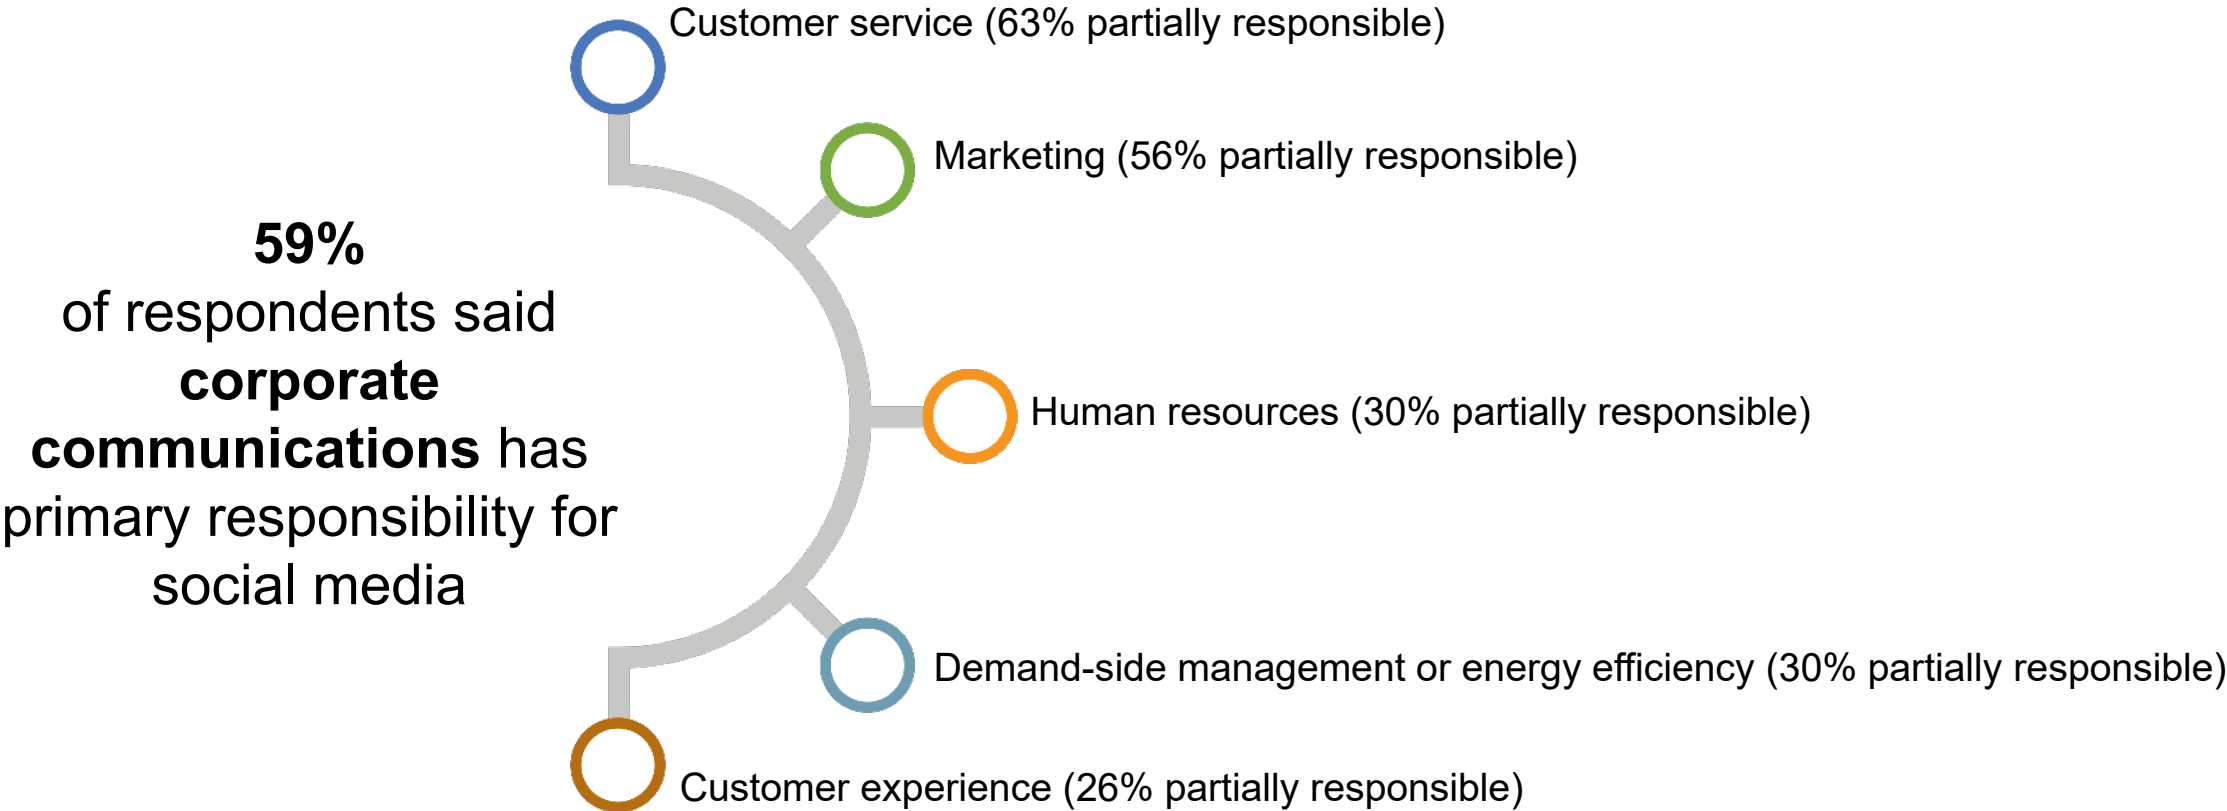 59%
of respondents said
corporate
communications has
primary responsibility for
social media
Customer service (63% partially responsible)
Marketing (56% partially responsible)
Human resources (30% partially responsible)
Demand-side management or energy efficiency (30% partially responsible)
Customer experience (26% partially responsible)